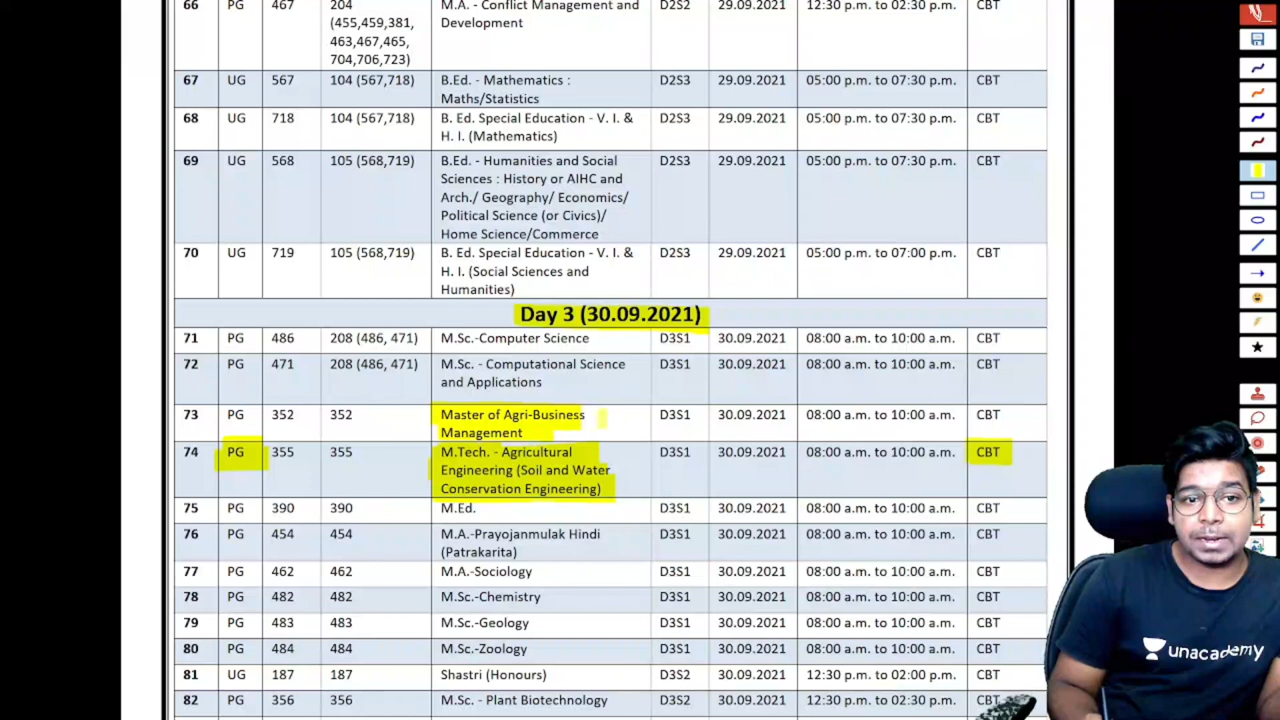 66 PG 467 204 M.A. - Conflict Management and D2S2 29.09.2021 12:30 p.m. to 02:30 p.m. CBT
(455,459,381, Development
463,467,465,
704,706,723)
67 UG 567 104 (567,718) B.Ed. - Mathematics : D2S3 29.09.2021 05:00 p.m. to 07:30 p.m. CBT
Maths/Statistics
68 UG 718 104 (567,718) B. Ed. Special Education - V. I. & D2S3 29.09.2021 05:00 p.m. to 07:30 p.m. CBT
H. I. (Mathematics)
69 UG 568 105 (568,719) B.Ed. - Humanities and Social D2S3 29.09.2021 05:00 p.m. to 07:30 p.m. CBT
Sciences : History or AIHC and
Arch./ Geography/ Economics/
Political Science (or Civics)/
Home Science/Commerce
70 UG 719 105 (568,719) B. Ed. Special Education - V. I. & D2S3 29.09.2021 05:00 p.m. to 07:00 p.m. CBT
H. I. (Social Sciences and
Humanities)
Day 3 (30.09.2021)
71 PG 486 208 (486, 471) M.Sc.-Computer Science D3S1 30.09.2021 08:00 a.m. to 10:00 a.m. CBT
72 PG 471 208 (486, 471) M.Sc. - Computational Science D3S1 30.09.2021 08:00 a.m. to 10:00 a.m. CBT
and Applications
73 PG 352 352 Master of Agri-Business D3S1 30.09.2021 08:00 a.m. to 10:00 a.m. CBT
Management
74 PG 355 355 M.Tech. - Agricultural D3S1 30.09.2021 08:00 a.m. to 10:00 a.m. CBT
Engineering (Soil and Water
Conservation Engineering)
75 PG 390 390 M.Ed. D3S1 30.09.2021 08:00 a.m. to 10:00 a.m. CBT
76 PG 454 454 M.A.-Prayojanmulak Hindi D3S1 30.09.2021 08:00 a.m. to 10:00 a.m. CBT
(Patrakarita)
77 PG 462 462 M.A.-Sociology D3S1 30.09.2021 08:00 a.m. to 10:00 a.m. CBT
78 PG 482 482 M.Sc.-Chemistry D3S1 30.09.2021 08:00 a.m. to 10:00 a.m. CBT
79 PG 483 483 M.Sc.-Geology D3S1 30.09.2021 08:00 a.m. to 10:00 a.m. CBT
80 PG 484 484 M.Sc.-Zoology D3S1 30.09.2021 08:00 a.m. to 10:00 a.m. CBT
81 UG 187 187 Shastri (Honours) D3S2 30.09.2021 12:30 p.m. to 02:00 p.m. CBT
82 PG 356 356 M.Sc. - Plant Biotechnology D3S2 30.09.2021 12:30 p.m. to 02:30 p.m. CBT
unacademy